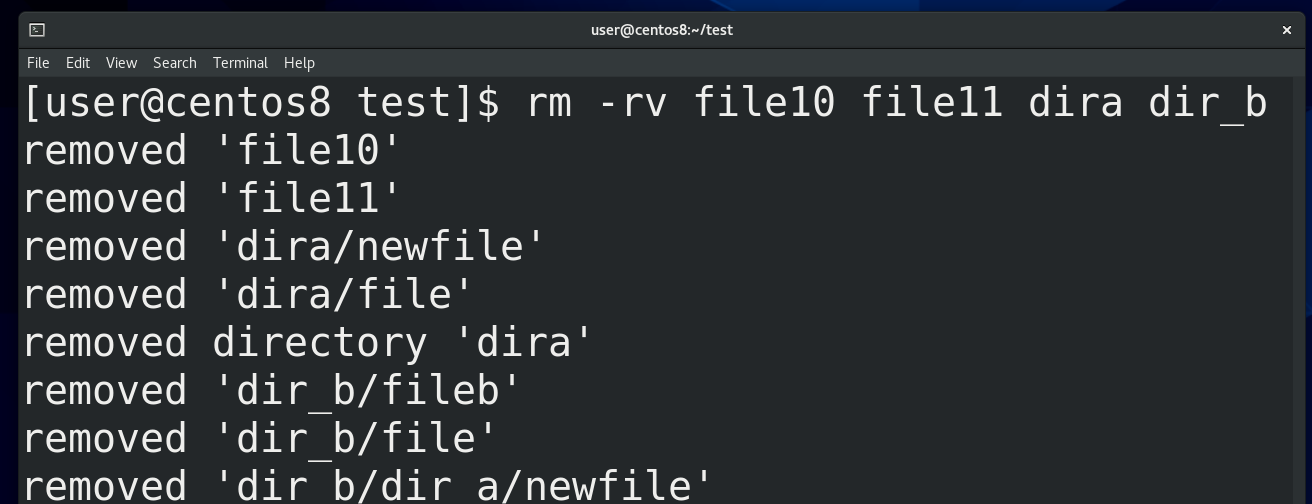 user@centos8:~/test
File Edit View Search Terminal Help
[user@centos8 test]$ rm -rv file10 file11 dira dir_b
removed 'file10'
removed 'file11'
removed 'dira/newfile'
removed 'dira/file'
removed directory 'dira'
removed 'dir_b/fileb'
removed 'dir_b/file'
removed 'dir_b/dir_a/newfile'